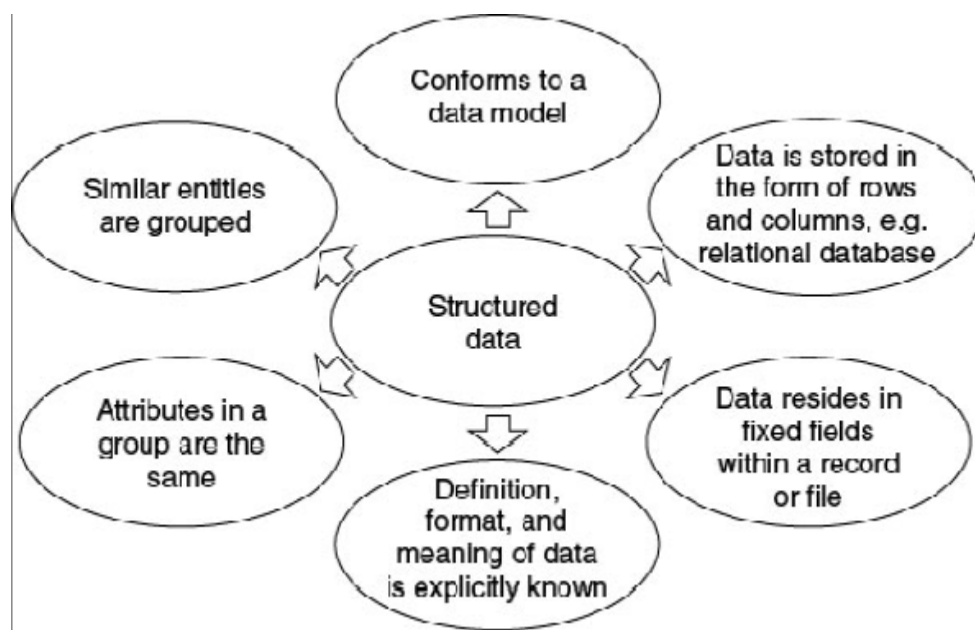 Conforms to a
data model
Similar entities
are grouped
Data is stored in
the form of rows
and columns, e.g.
relational database
Structured
data
Attributes in a
group are the
same
Data resides in
fixed fields
within a record
or file
Definition,
format, and
meaning of data
is explicitly known